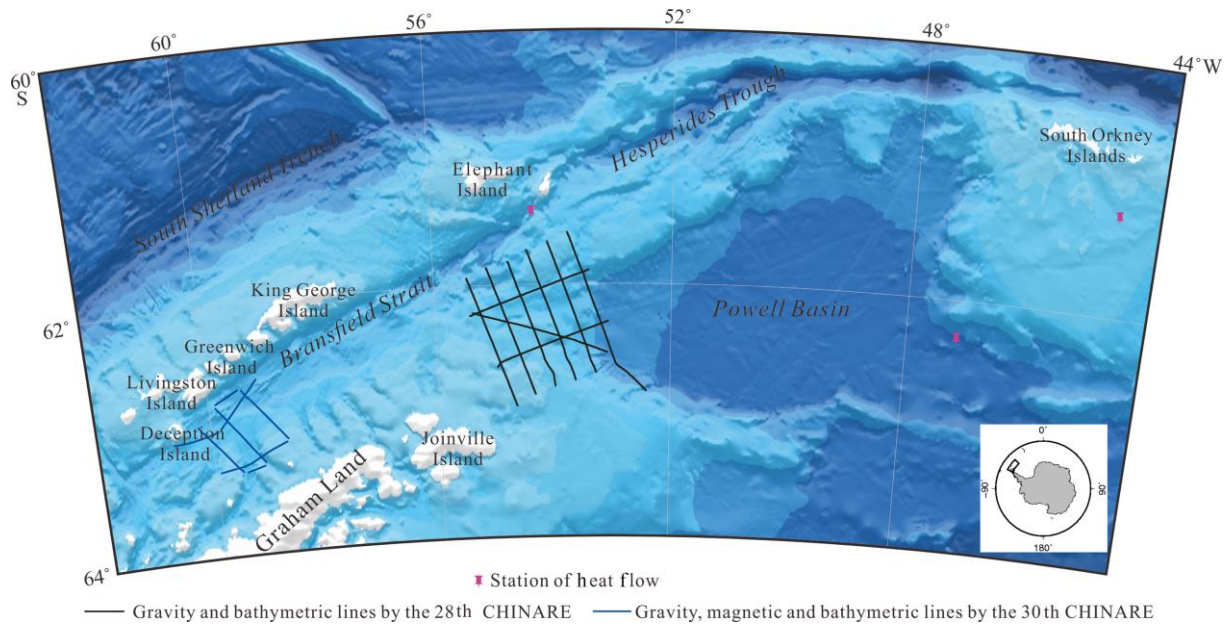 60°
56
52
48
44°W
60°
S
62°
64°
South Shetland Trench
Hesperides Trough
South Orkney
Islands
Elephant
Island
King George
Island
Bransfield Strait
Powell Basin
Greenwich
Island
Livingston
Island
Deception
Island
Joinville
Island
Graham Land
0°
-90°
90°
180°
Station of heat flow
Gravity and bathymetric lines by the 28th CHINARE
Gravity, magnetic and bathymetric lines by the 30th CHINARE